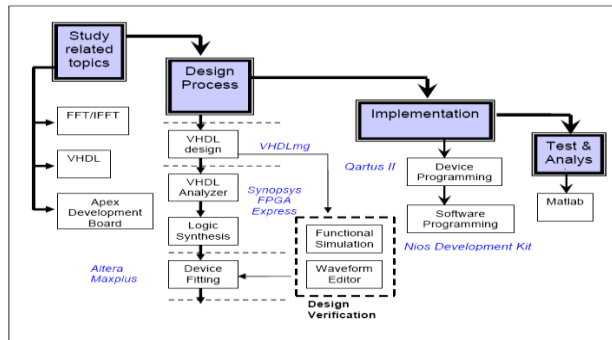 Study
related
topics
FFT/IFFT
VHDL
Apex
Development
Board
Design
Process
VHDL
design
VHDLmg
VHDL
Analyzer
Synopsys
FPGA
Express
Logic
Synthesis
Altera
Maxplus
Device
Fitting
Functional
Simulation
Waveform
Editor
Design
Verification
Implementation
Qartus II
Device
Programming
Software
Programming
Nios Development Kit
Test &
Analys
Matlab